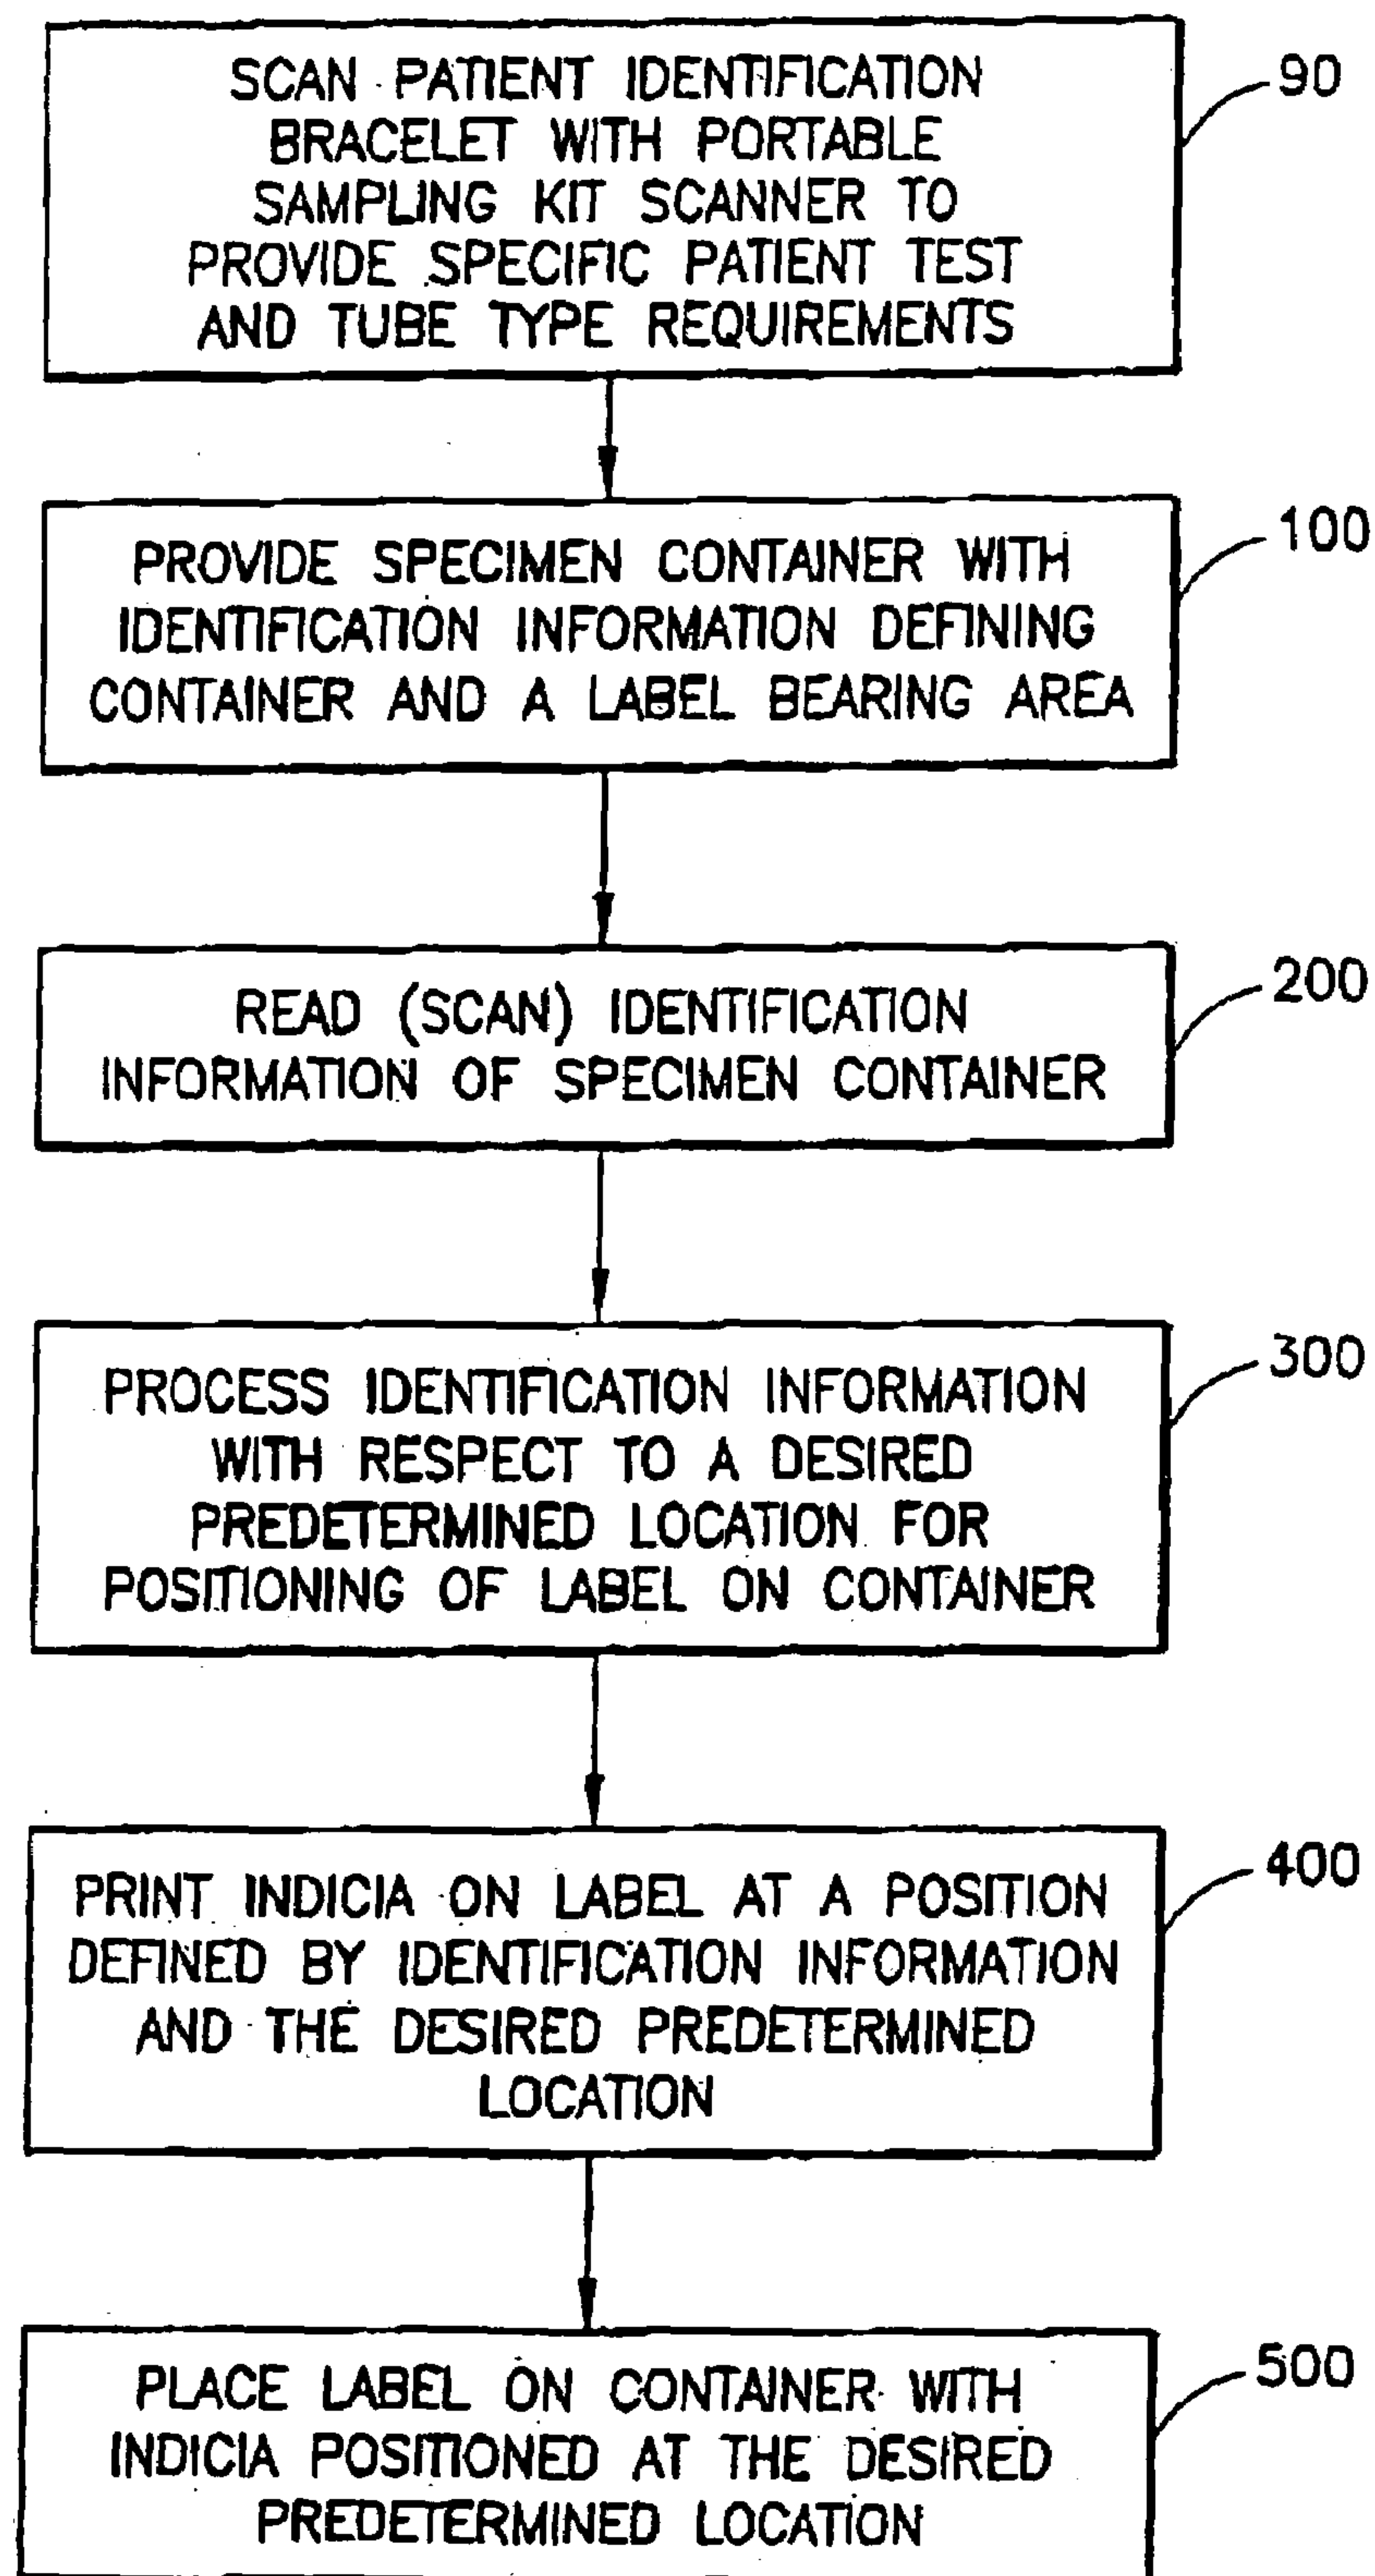 SCAN PATIENT IDENTIFICATION
BRACELET WITH PORTABLE
SAMPLING KIT SCANNER TO
PROVIDE SPECIFIC PATIENT TEST
AND TUBE TYPE REQUIREMENTS
90
PROVIDE SPECIMEN CONTAINER WITH
IDENTIFICATION INFORMATION DEFINING
CONTAINER AND A LABEL BEARING AREA
100
READ (SCAN) IDENTIFICATION
INFORMATION OF SPECIMEN CONTAINER
200
PROCESS IDENTIFICATION INFORMATION
WITH RESPECT TO A DESIRED
PREDETERMINED LOCATION FOR
POSITIONING OF LABEL ON CONTAINER
300
PRINT INDICIA ON LABEL AT A POSITION
DEFINED BY IDENTIFICATION INFORMATION
AND THE DESIRED PREDETERMINED
LOCATION
400
PLACE LABEL ON CONTAINER WITH
INDICIA POSITIONED AT THE DESIRED
PREDETERMINED LOCATION
500